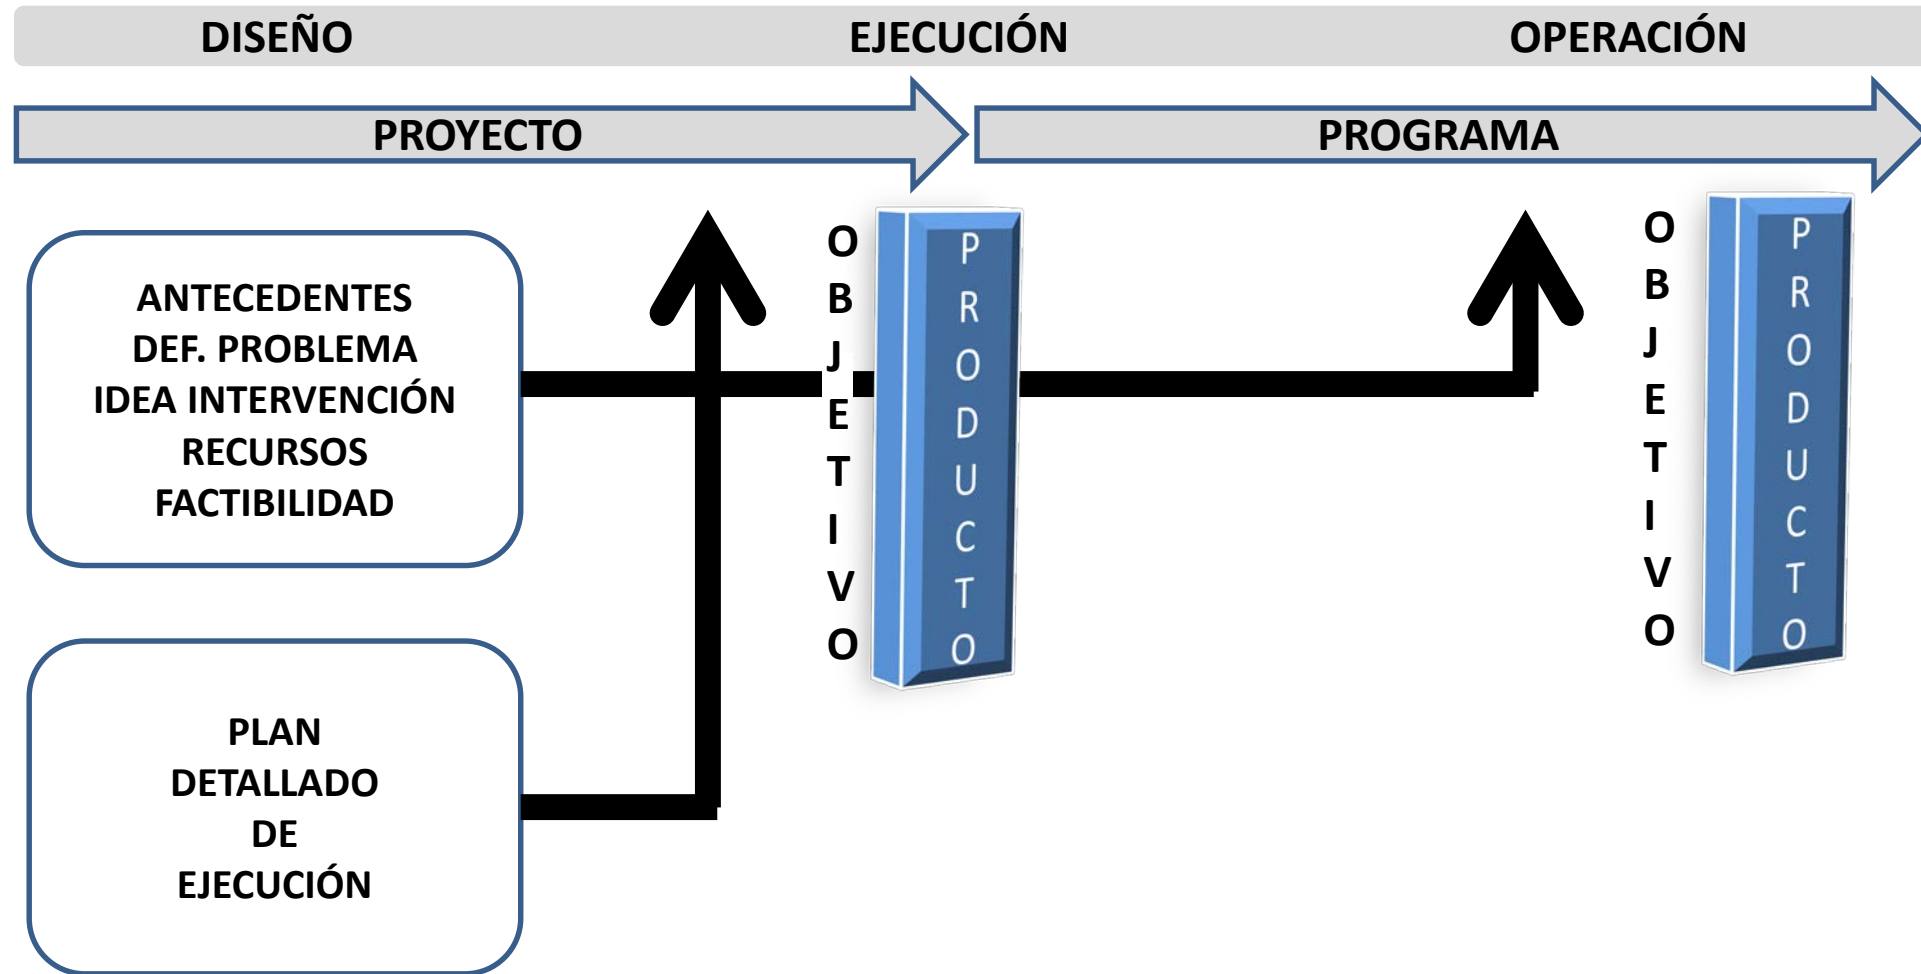 DISEÑO EJECUCIÓN OPERACIÓN
PROYECTO PROGRAMA
ANTECEDENTES
DEF. PROBLEMA
IDEA INTERVENCIÓN
RECURSOS
FACTIBILIDAD
OBJETIVO
PRODUCTO
OBJETIVO
PRODUCTO
PLAN
DETALLADO
DE
EJECUCIÓN